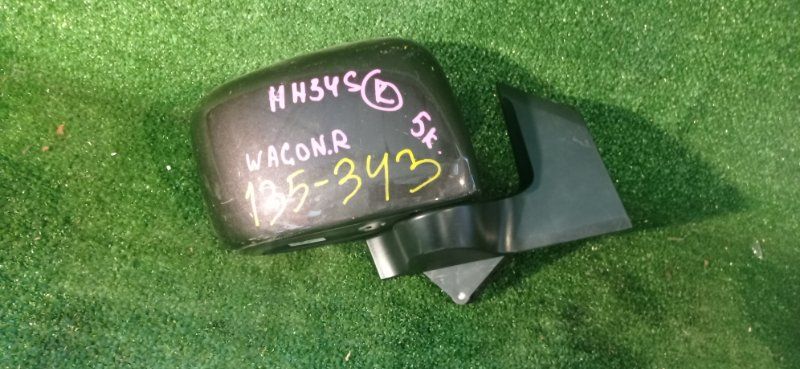 MH34S R
5K.
WAGON.R
135-343